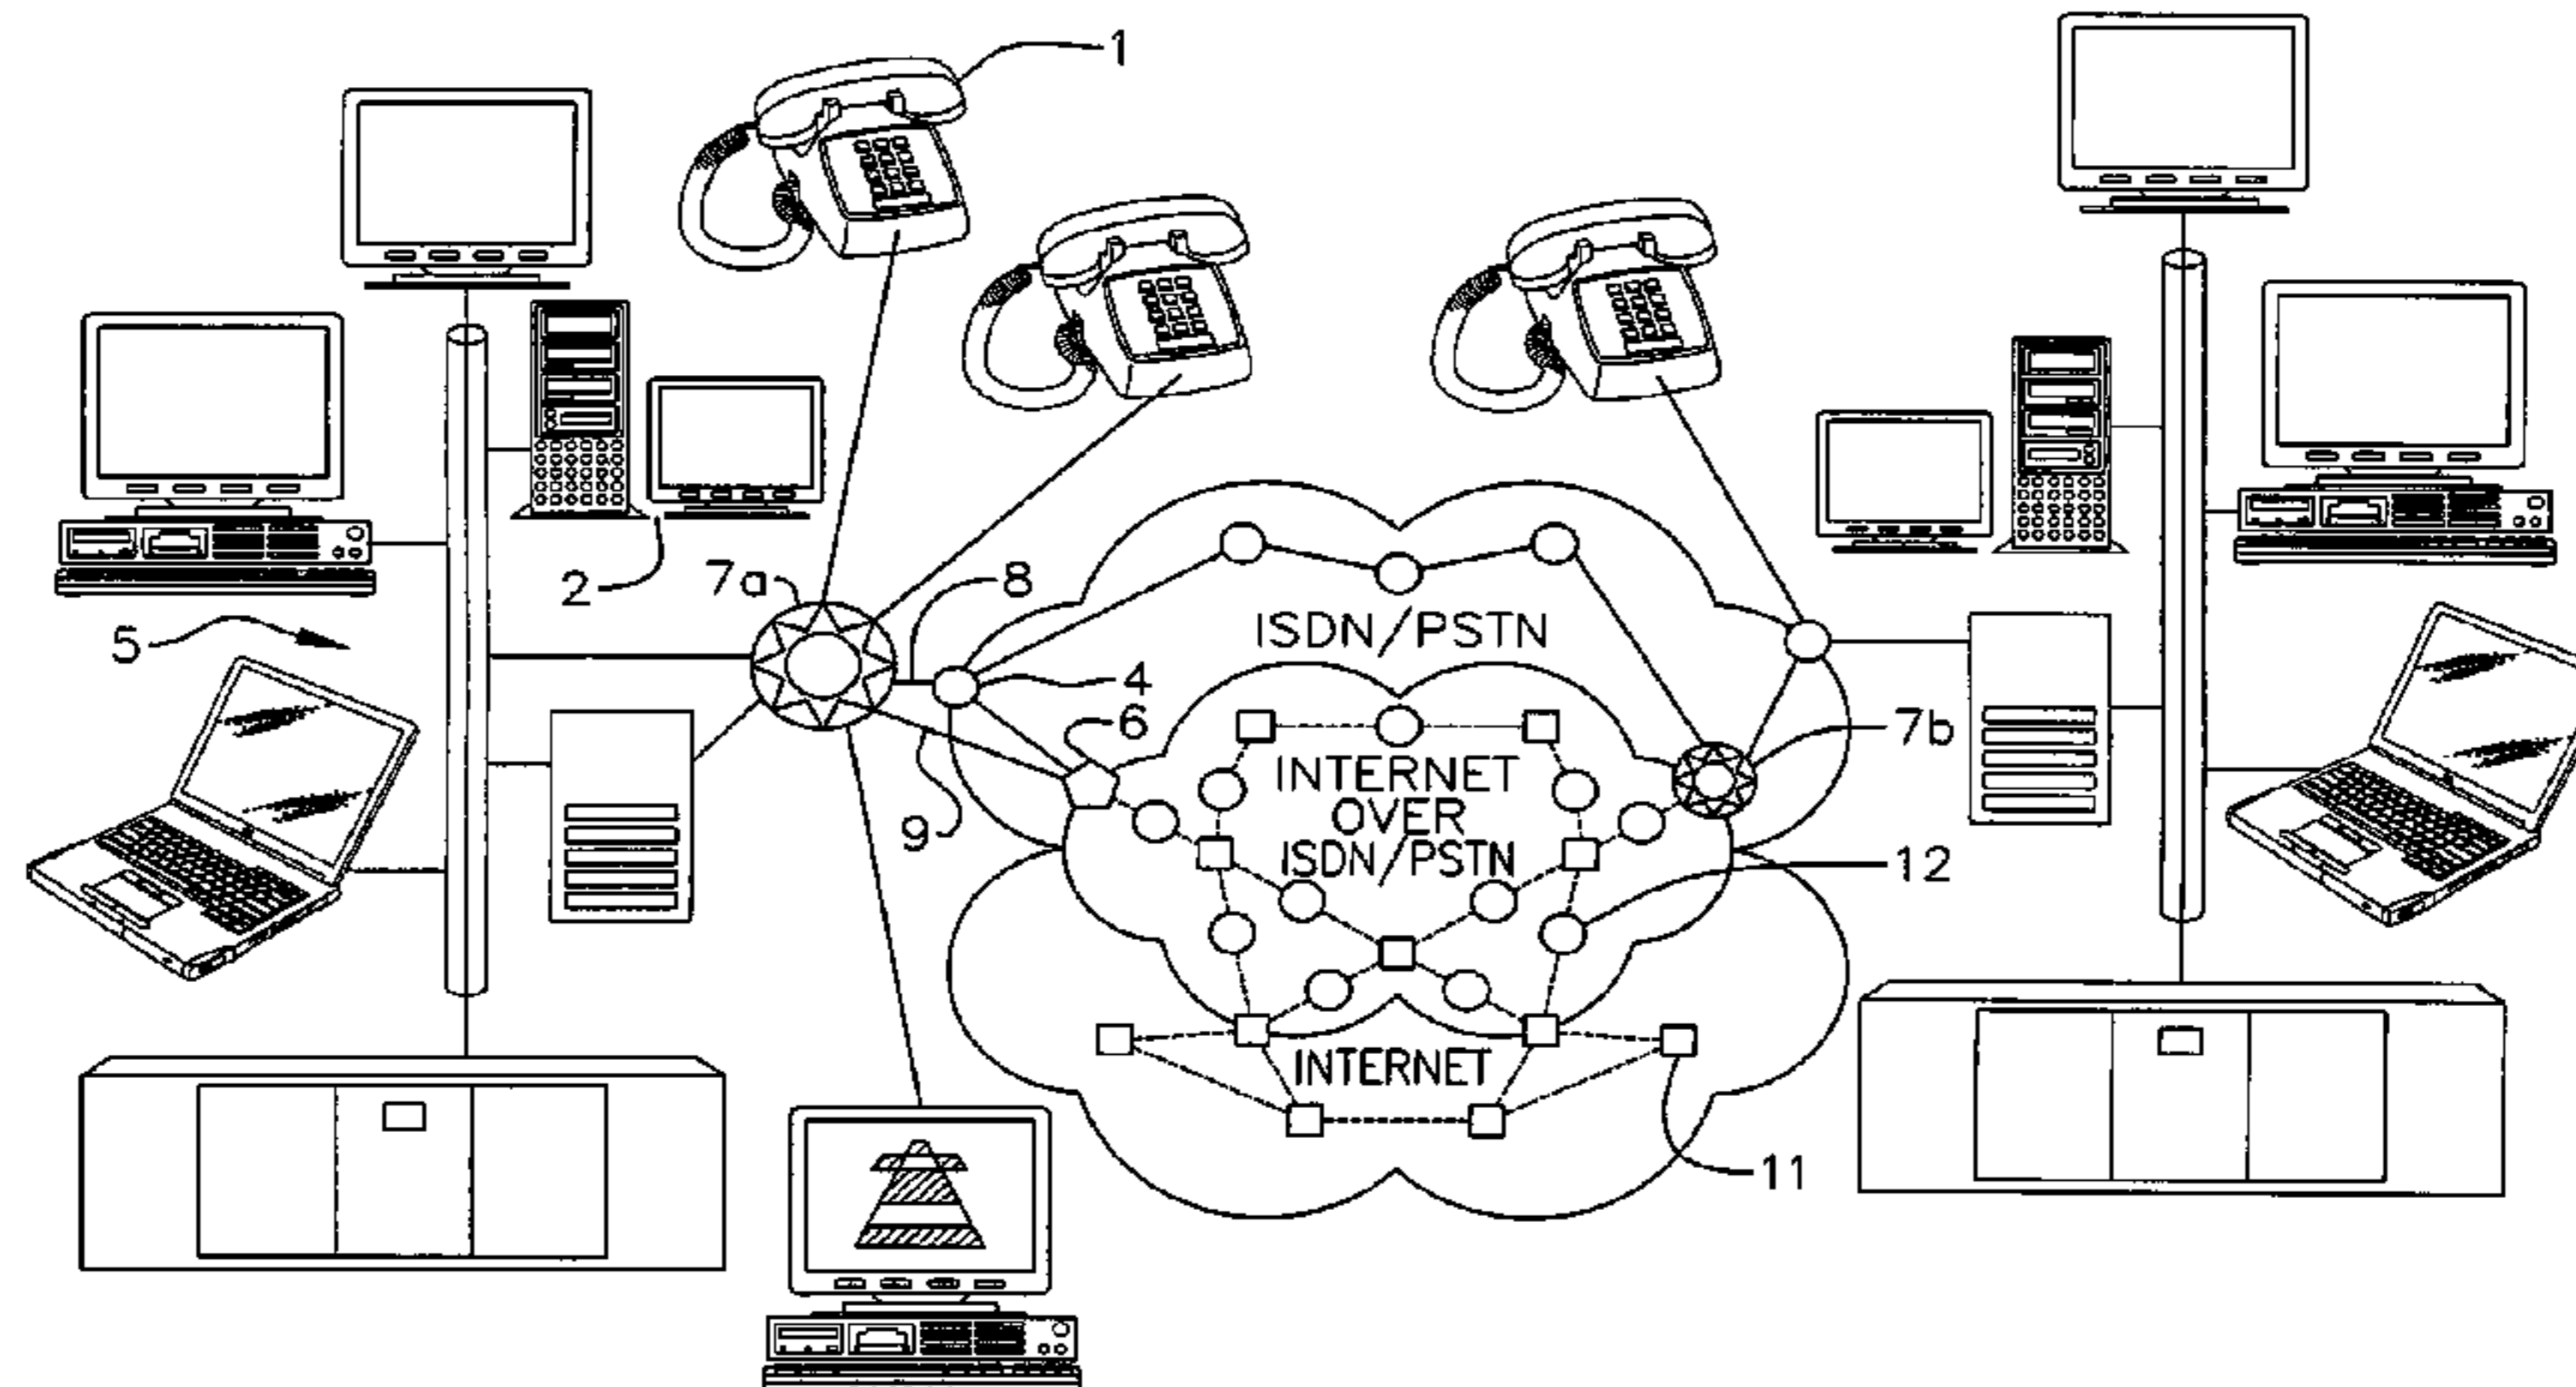 1
2
7a
8
ISDN/PSTN
5
4
6
7b
INTERNET
OVER
ISDN/PSTN
9
12
INTERNET
11